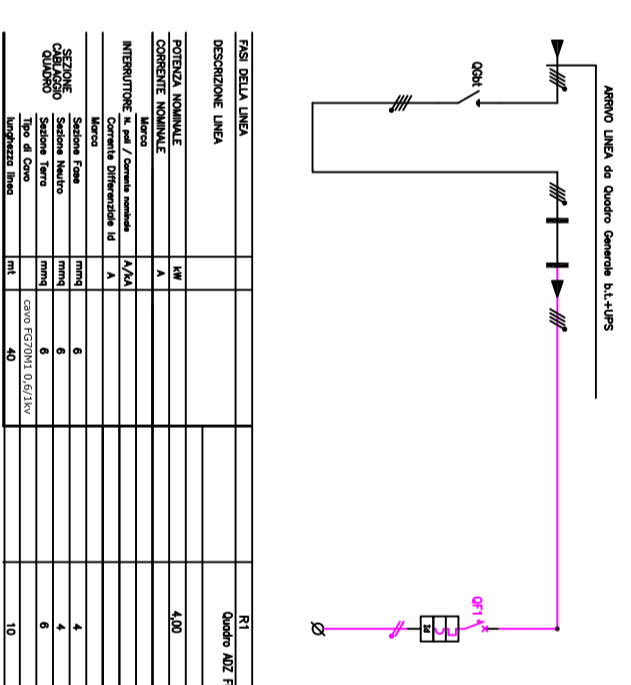 ARRIVO LINEA da Quadro Generale b.t.+UPS
QGbt
QF1
Id
FASI DELLA LINEA R1
DESCRIZIONE LINEA Quadro ADZ F
POTENZA NOMINALE kW 4,00
CORRENTE NOMINALE A
INTERRUTTORE
Marca
N. poli / Corrente nominale A/kA
Corrente Differenziale Id A
Marca
SEZIONE CABLAGGIO QUADRO
Sezione Fase mmq 6 4
Sezione Neutro mmq 6 4
Sezione Terra mmq 6 6
Tipo di Cavo cavo FG7OM1 0,6/1kv
lunghezza linea mt 40 10